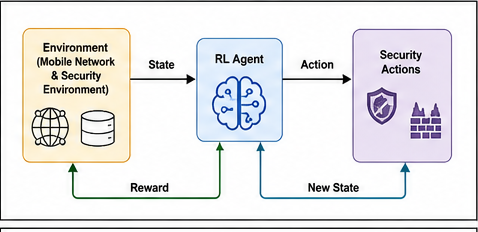 Environment
(Mobile Network
& Security
Environment)
State
RL Agent
Action
Security
Actions
Reward
New State